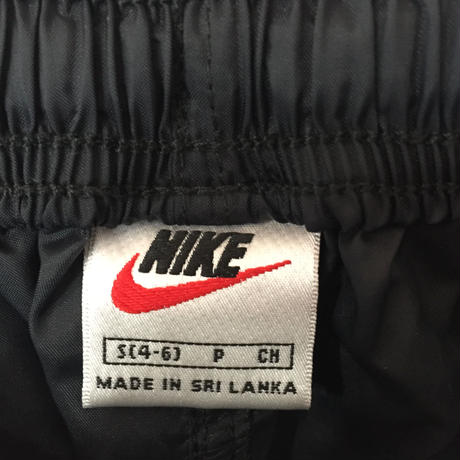 NIKE
S(4-6) P CH
MADE IN SRI LANKA